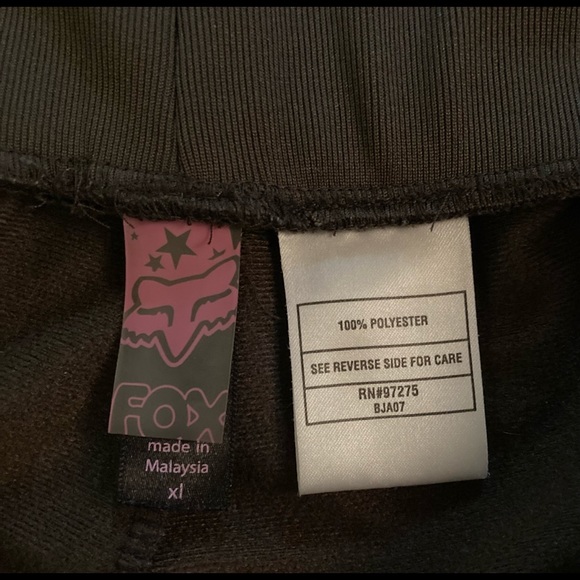 FOX
made in
Malaysia
xl
100% POLYESTER
SEE REVERSE SIDE FOR CARE
RN#97275
BJA07